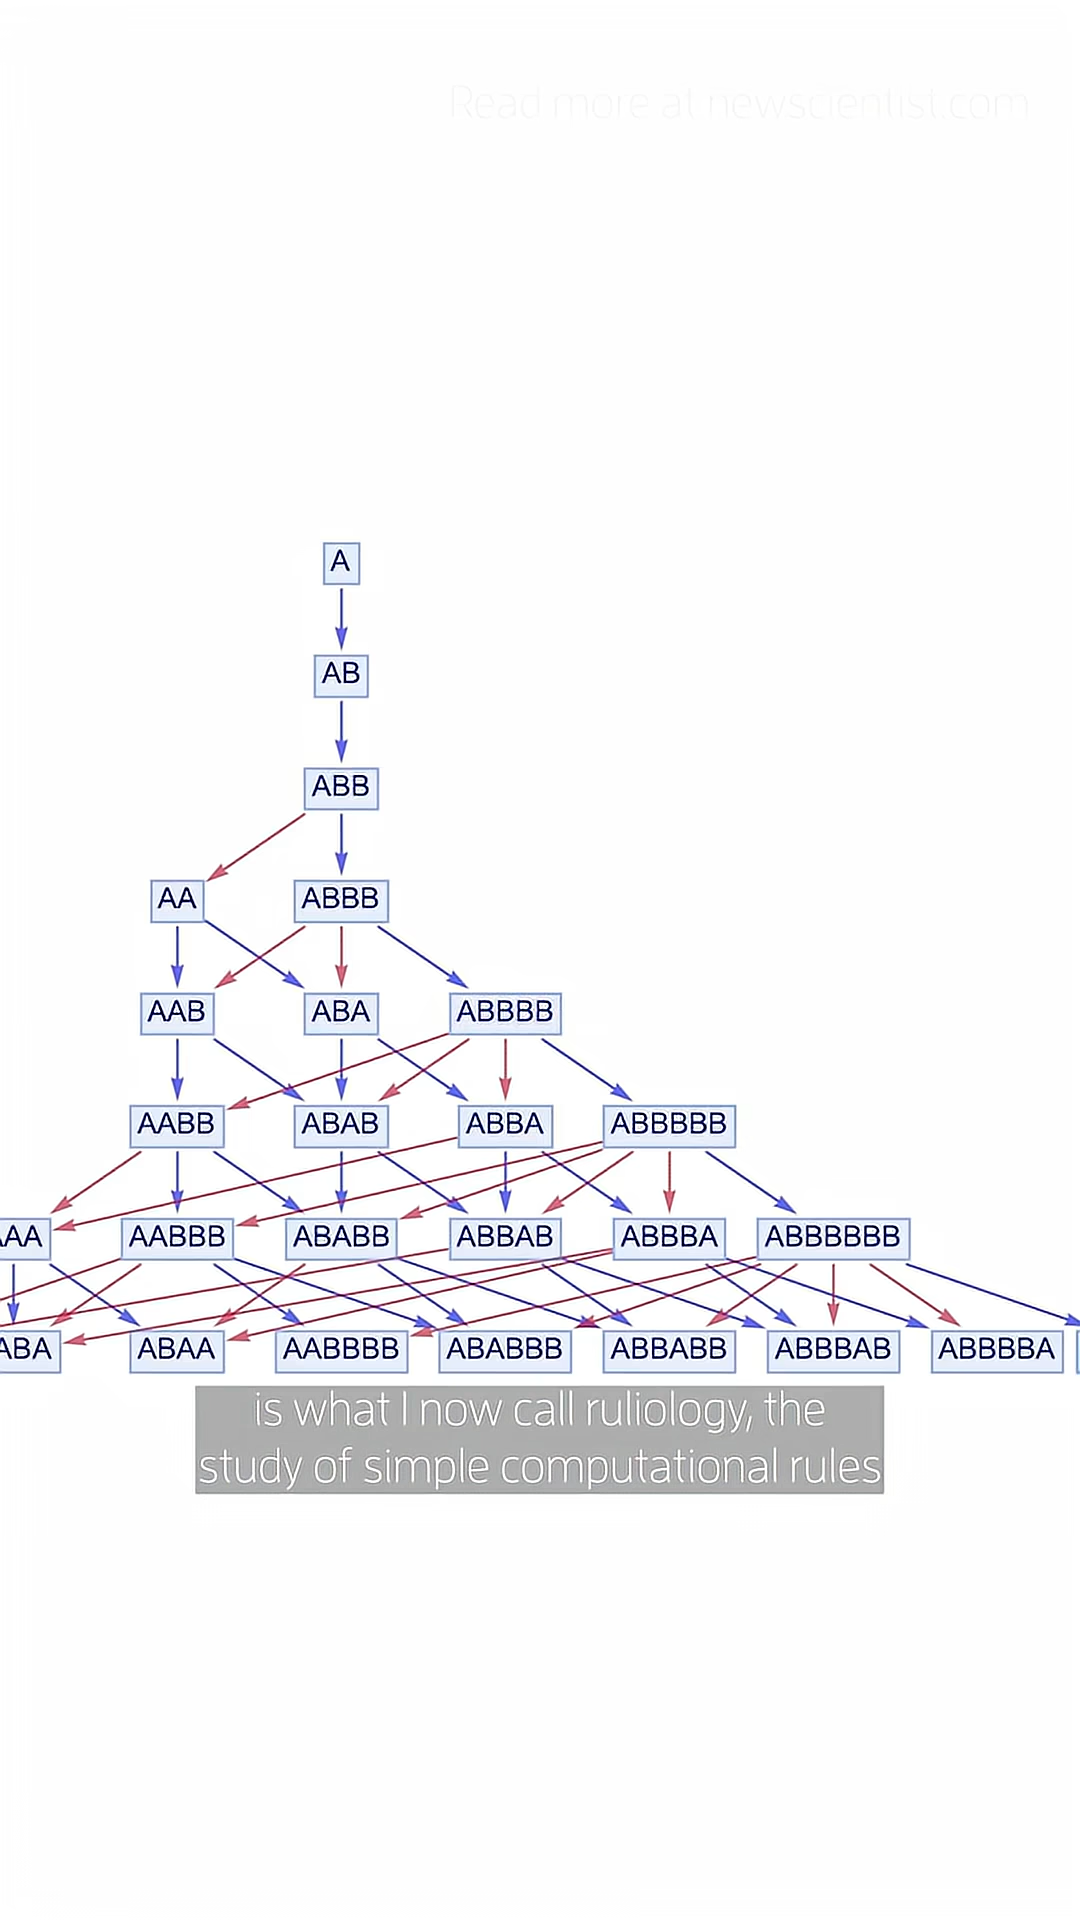 Read more at newscientist.com
A
AB
ABB
AA ABBB
AAB ABA ABBBB
AABB ABAB ABBA ABBBBB
AAA AABBB ABABB ABBAB ABBBA ABBBBBB
ABA ABAA AABBBB ABABBB ABBABB ABBBAB ABBBBA
is what I now call ruliology, the
study of simple computational rules